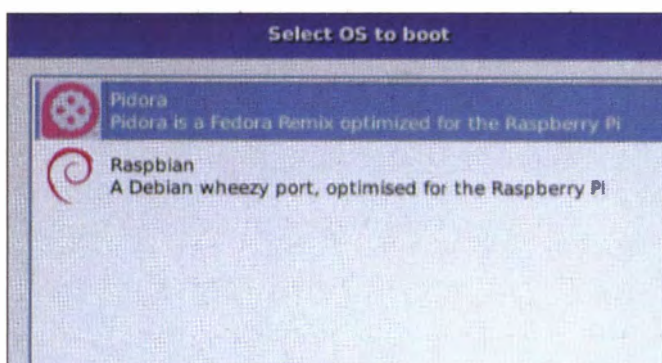 Select OS to boot
Pidora
Pidora is a Fedora Remix optimized for the Raspberry Pi
Raspbian
A Debian wheezy port, optimised for the Raspberry Pi